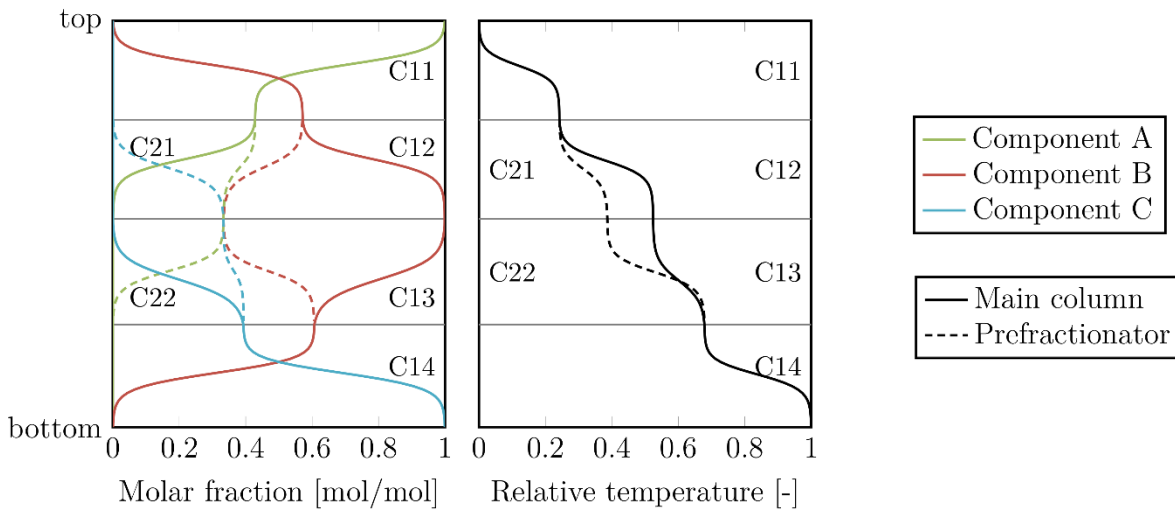 top
C11
C21
C12
C22
C13
C14
bottom
0 0.2 0.4 0.6 0.8 1
Molar fraction [mol/mol]
C11
C21
C12
C22
C13
C14
0 0.2 0.4 0.6 0.8 1
Relative temperature [-]
Component A
Component B
Component C
Main column
Prefractionator